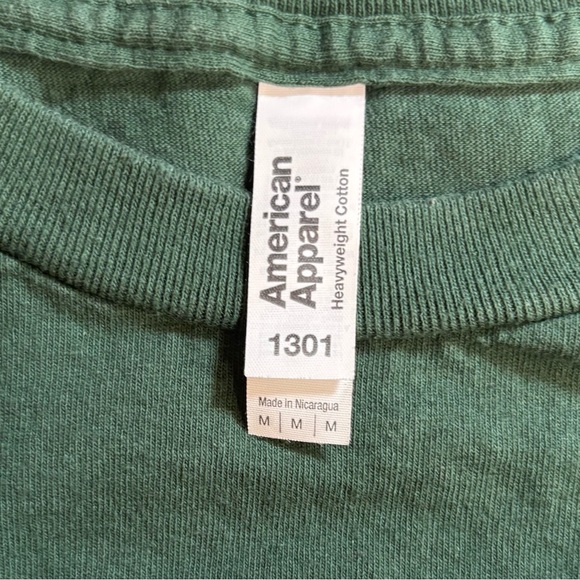 American
Apparel®
Heavyweight Cotton
1301
Made in Nicaragua
M | M | M